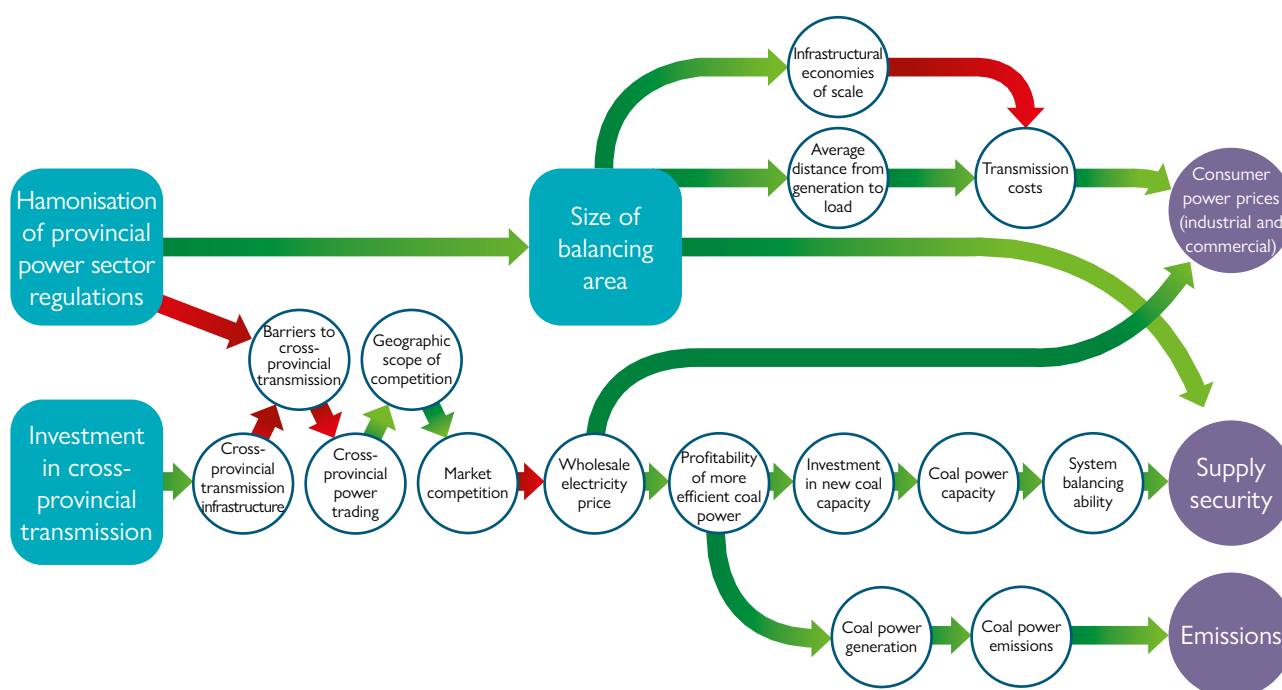 Infrastructural
economies
of scale
Average
distance from
generation to
load
Transmission
costs
Consumer
power prices
(industrial and
commercial)
Hamonisation
of provincial
power sector
regulations
Size of
balancing
area
Barriers to
cross-
provincial
transmission
Geographic
scope of
competition
Investment
in cross-
provincial
transmission
Cross-
provincial
transmission
infrastructure
Cross-
provincial
power
trading
Market
competition
Wholesale
electricity
price
Profitability
of more
efficient coal
power
Investment
in new coal
capacity
Coal power
capacity
System
balancing
ability
Supply
security
Coal power
generation
Coal power
emissions
Emissions